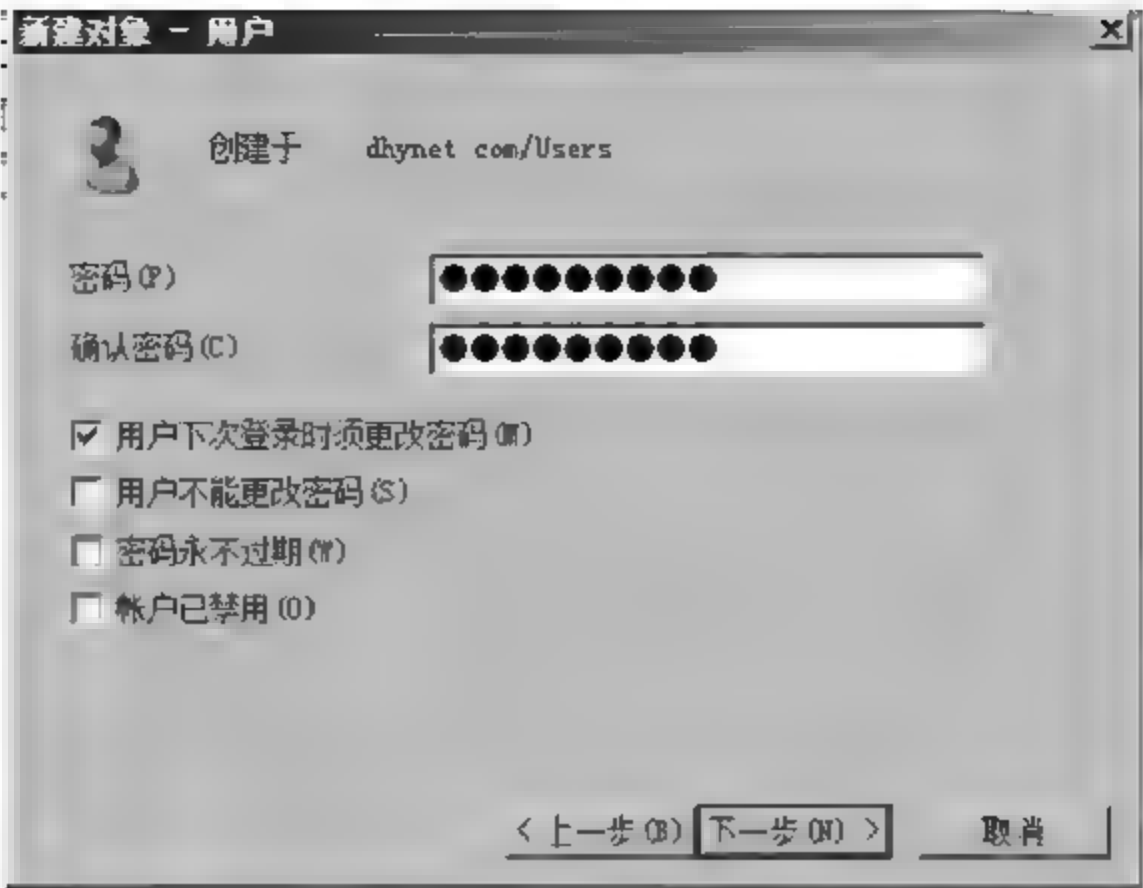 新建对象 - 用户
创建于 dhynet com/Users
密码(P)
确认密码(C)
用户下次登录时须更改密码(M)
用户不能更改密码(S)
密码永不过期(W)
帐户已禁用(O)
< 上一步(B) 下一步(N) > 取消